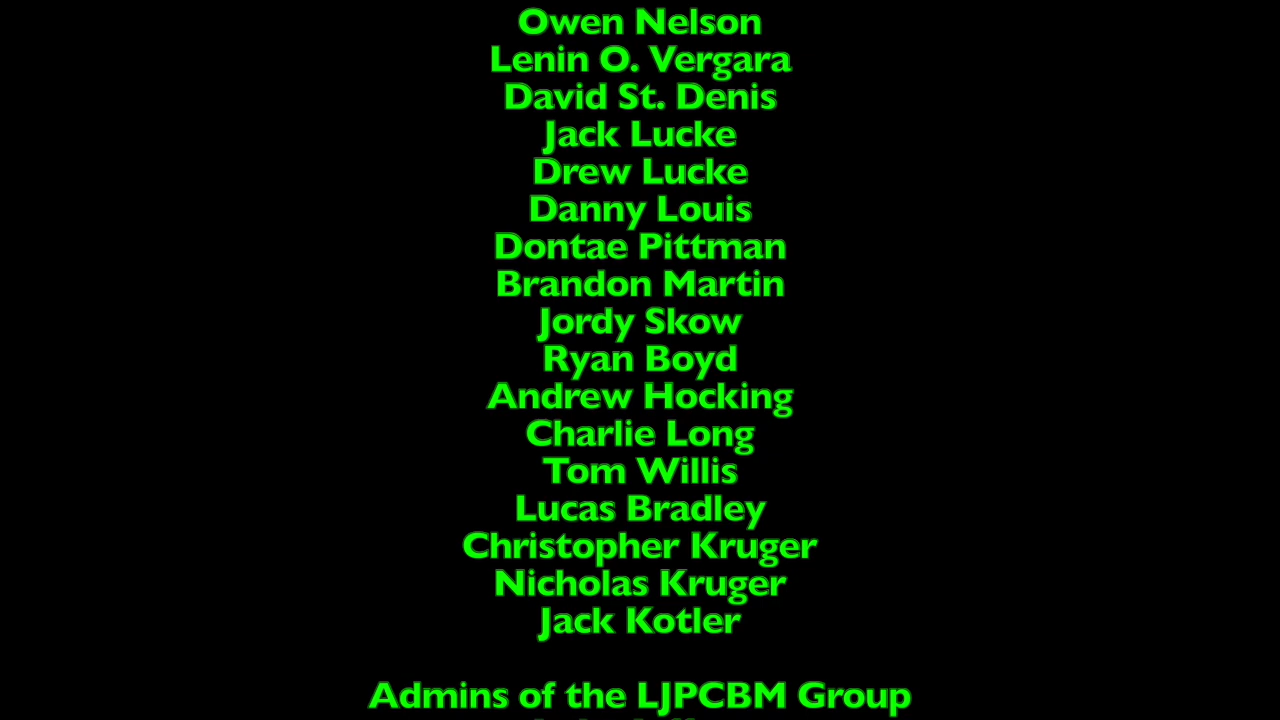 Owen Nelson
Lenin O. Vergara
David St. Denis
Jack Lucke
Drew Lucke
Danny Louis
Dontae Pittman
Brandon Martin
Jordy Skow
Ryan Boyd
Andrew Hocking
Charlie Long
Tom Willis
Lucas Bradley
Christopher Kruger
Nicholas Kruger
Jack Kotler
Admins of the LJPCBM Group